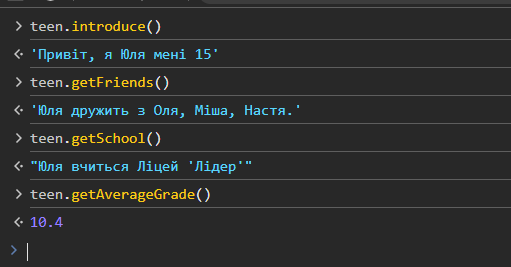 > teen.introduce()
<· 'Привіт, я Юля мені 15'
> teen.getFriends()
<· 'Юля дружить з Оля, Міша, Настя.'
> teen.getSchool()
<· "Юля вчиться Ліцей 'Лідер'"
> teen.getAverageGrade()
<· 10.4
>